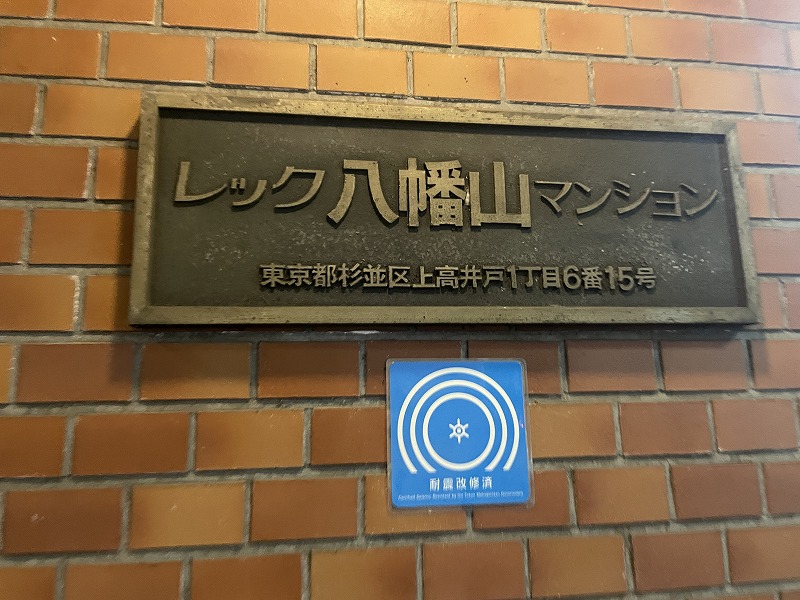 レック八幡山マンション
東京都杉並区上高井戸1丁目6番15号
耐震改修済